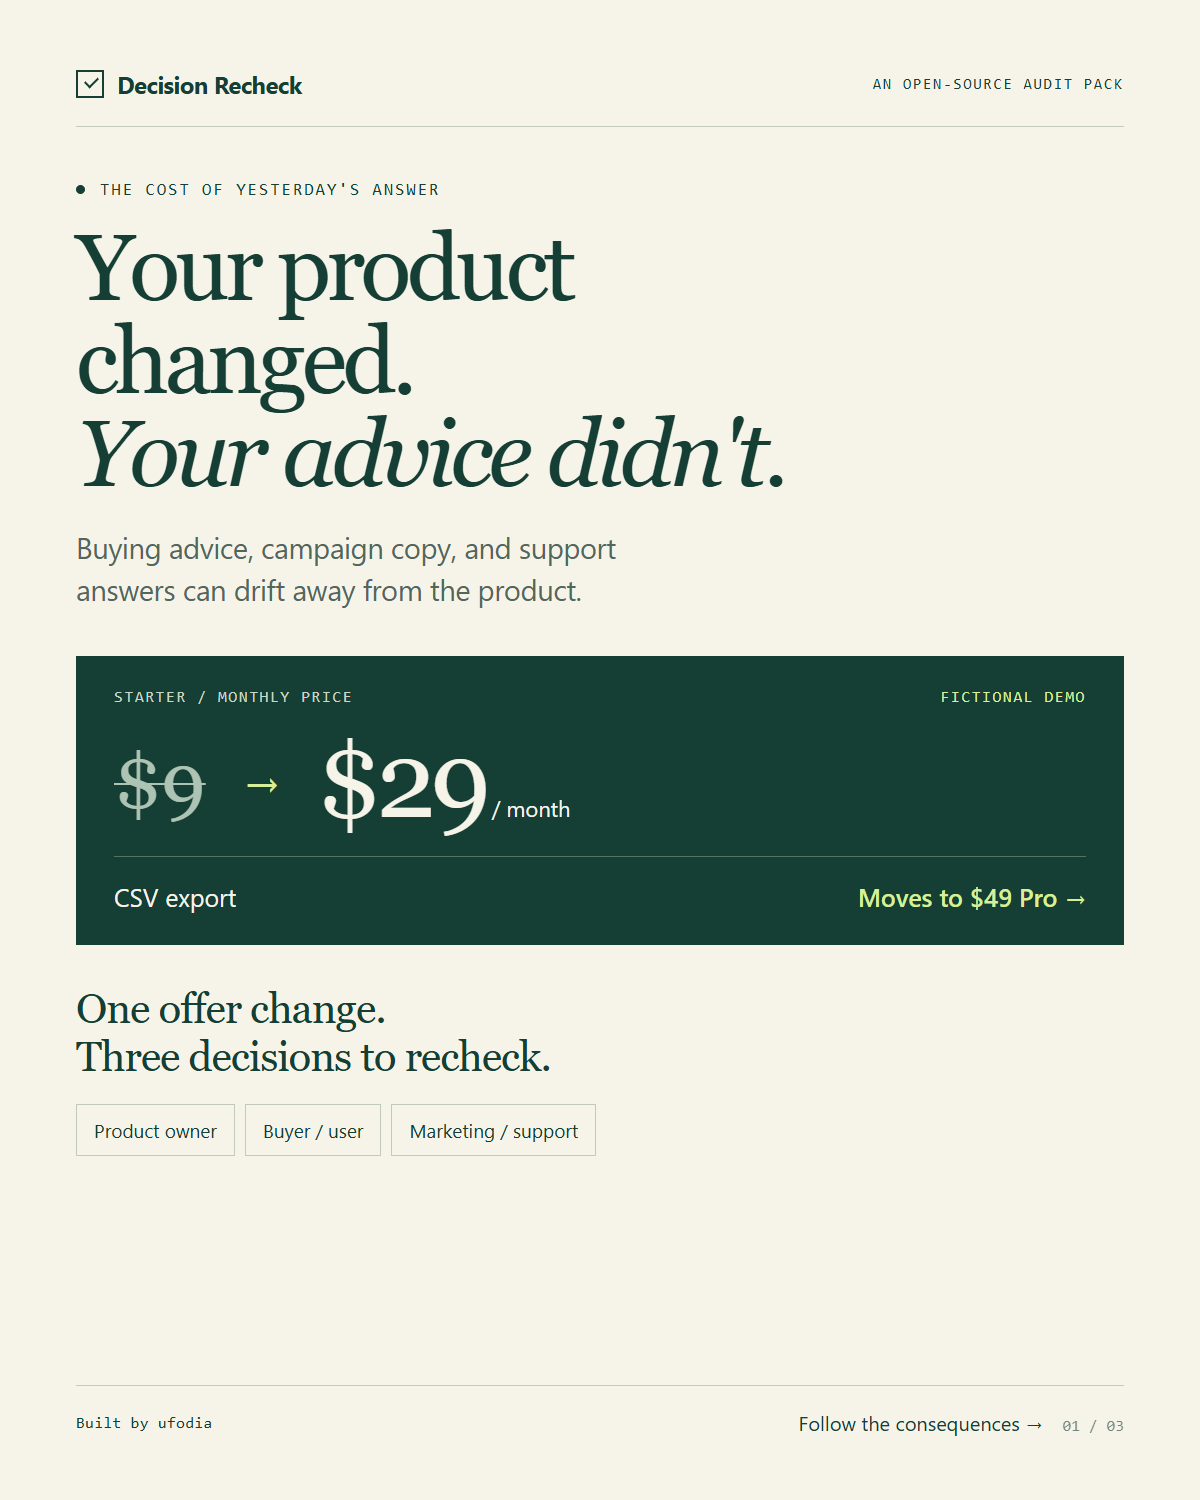 Decision Recheck
AN OPEN-SOURCE AUDIT PACK
THE COST OF YESTERDAY'S ANSWER
Your product
changed.
Your advice didn't.
Buying advice, campaign copy, and support
answers can drift away from the product.
STARTER / MONTHLY PRICE
FICTIONAL DEMO
$9 → $29 / month
CSV export
Moves to $49 Pro →
One offer change.
Three decisions to recheck.
Product owner
Buyer / user
Marketing / support
Built by ufodia
Follow the consequences →
01 / 03